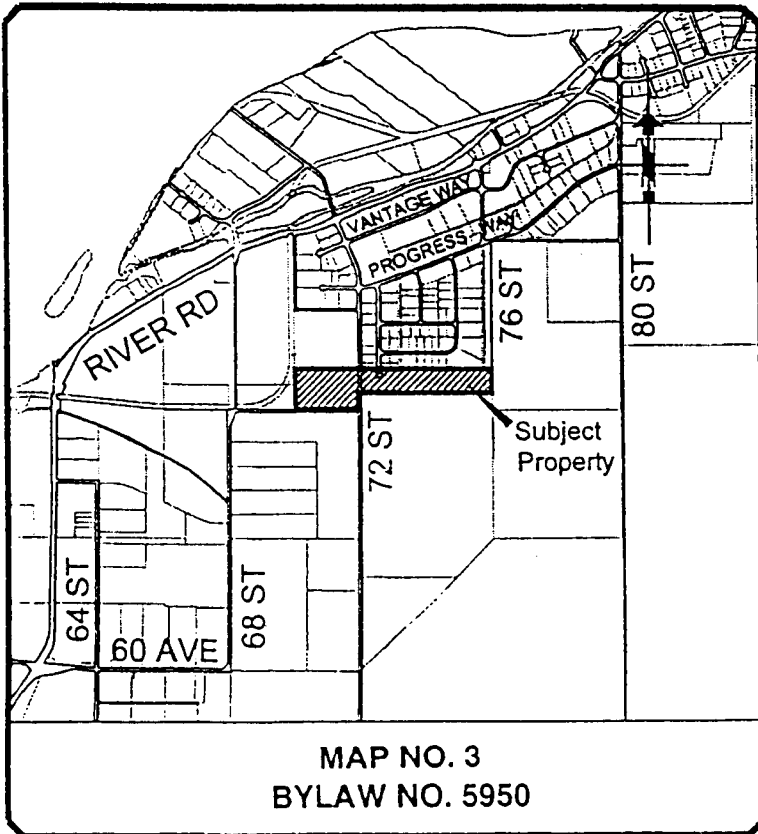 VANTAGE WAY
PROGRESS WAY
RIVER RD
76 ST
80 ST
Subject
Property
72 ST
64 ST
68 ST
60 AVE
MAP NO. 3
BYLAW NO. 5950